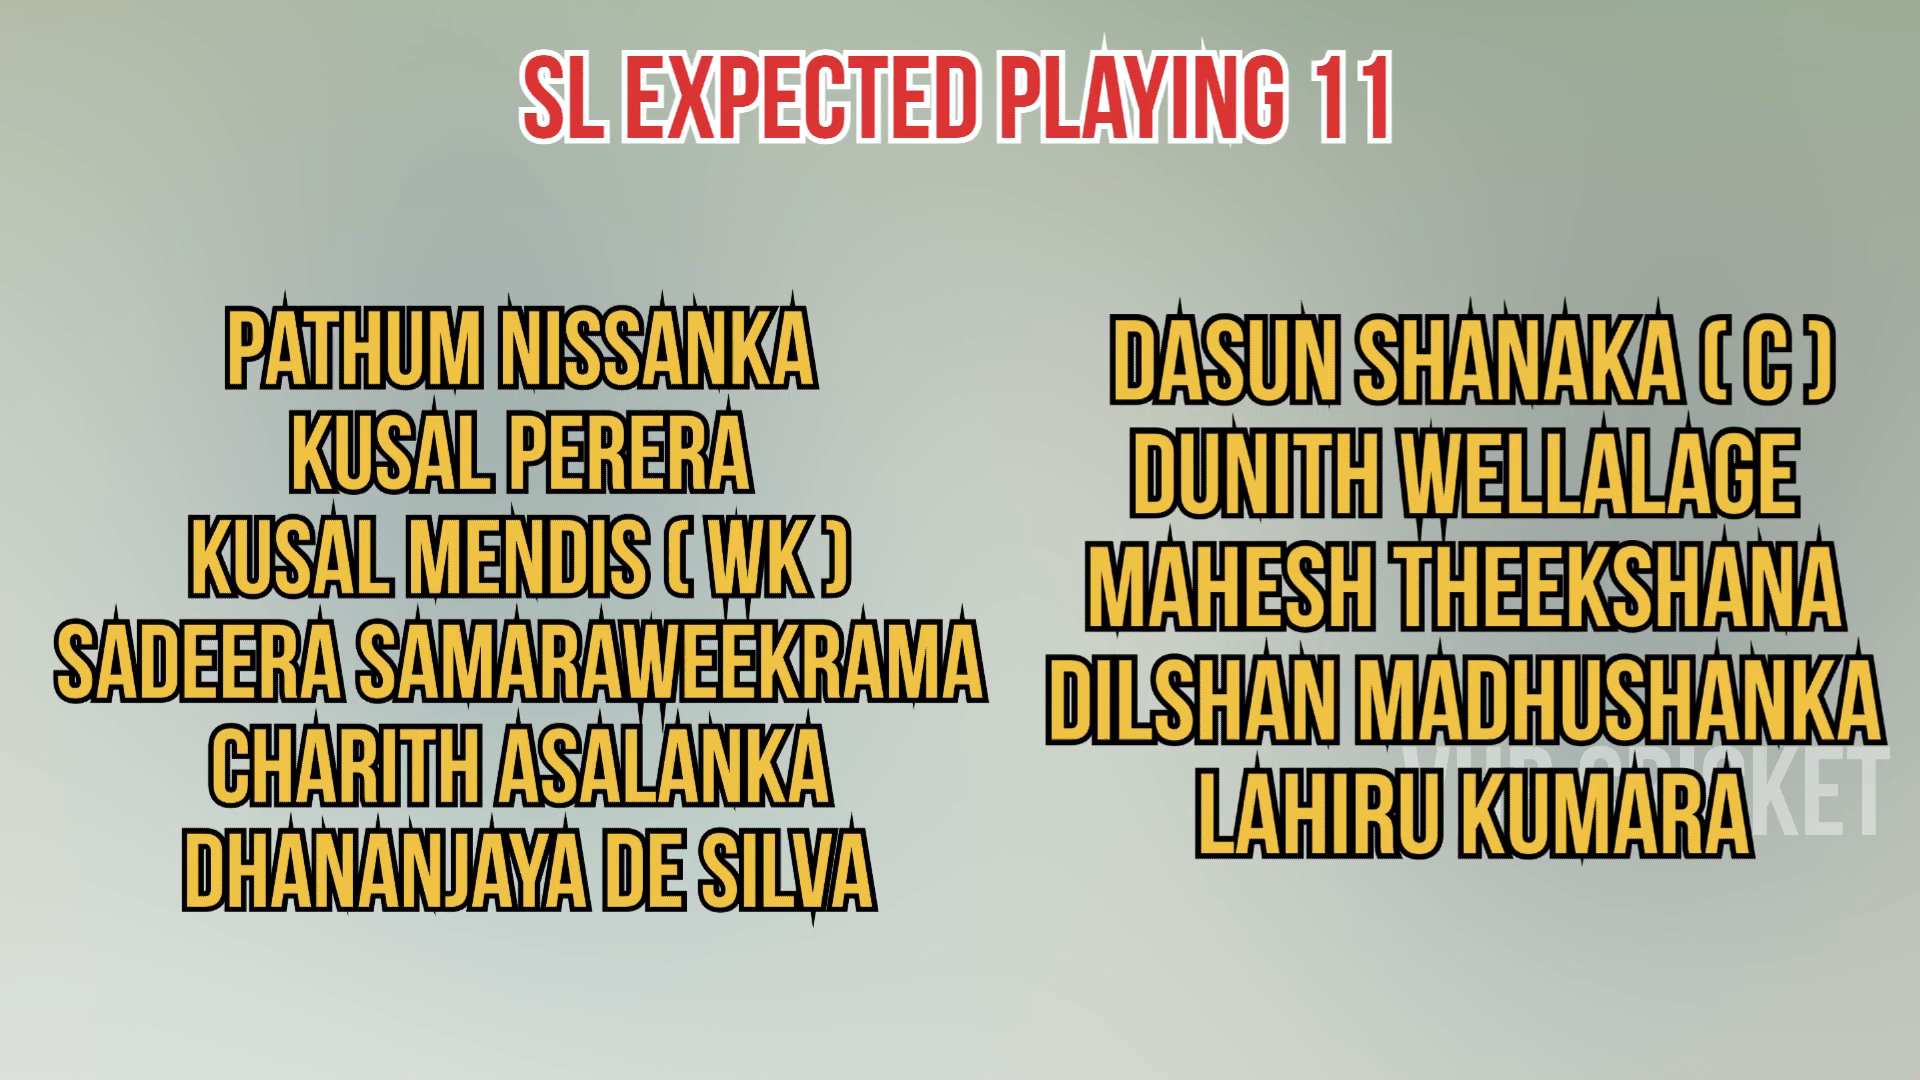 SL EXPECTED PLAYING 11
PATHUM NISSANKA
KUSAL PERERA
KUSAL MENDIS ( WK )
SADEERA SAMARAWEEKRAMA
CHARITH ASALANKA
DHANANJAYA DE SILVA
DASUN SHANAKA ( C )
DUNITH WELLALAGE
MAHESH THEEKSHANA
DILSHAN MADHUSHANKA
LAHIRU KUMARA
CRICKET